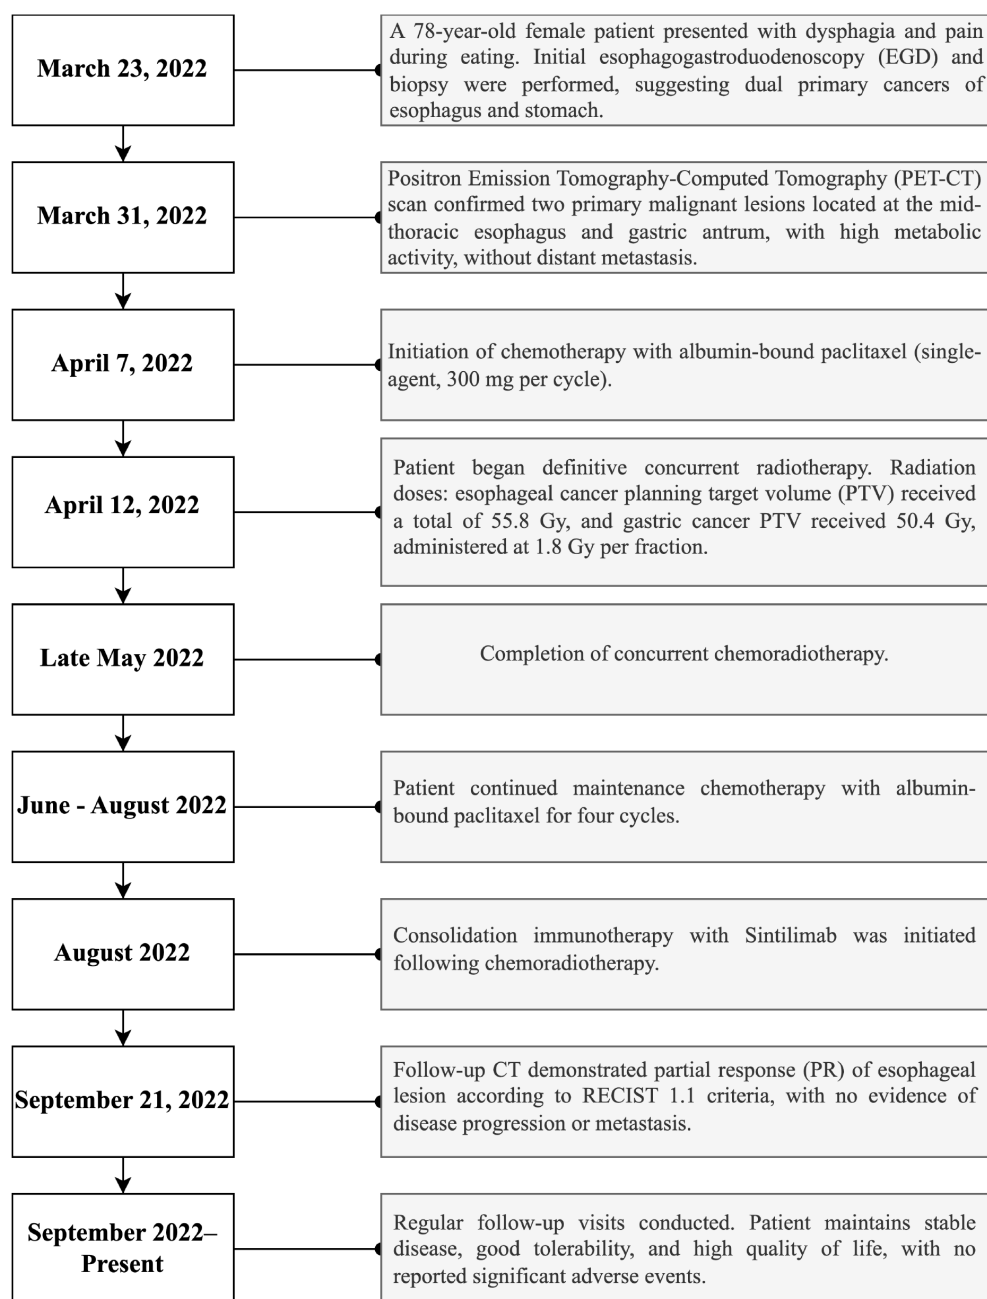 March 23, 2022
A 78-year-old female patient presented with dysphagia and pain
during eating. Initial esophagogastroduodenoscopy (EGD) and
biopsy were performed, suggesting dual primary cancers of
esophagus and stomach.
March 31, 2022
Positron Emission Tomography-Computed Tomography (PET-CT)
scan confirmed two primary malignant lesions located at the mid-
thoracic esophagus and gastric antrum, with high metabolic
activity, without distant metastasis.
April 7, 2022
Initiation of chemotherapy with albumin-bound paclitaxel (single-
agent, 300 mg per cycle).
April 12, 2022
Patient began definitive concurrent radiotherapy. Radiation
doses: esophageal cancer planning target volume (PTV) received
a total of 55.8 Gy, and gastric cancer PTV received 50.4 Gy,
administered at 1.8 Gy per fraction.
Late May 2022
Completion of concurrent chemoradiotherapy.
June - August 2022
Patient continued maintenance chemotherapy with albumin-
bound paclitaxel for four cycles.
August 2022
Consolidation immunotherapy with Sintilimab was initiated
following chemoradiotherapy.
September 21, 2022
Follow-up CT demonstrated partial response (PR) of esophageal
lesion according to RECIST 1.1 criteria, with no evidence of
disease progression or metastasis.
September 2022–
Present
Regular follow-up visits conducted. Patient maintains stable
disease, good tolerability, and high quality of life, with no
reported significant adverse events.